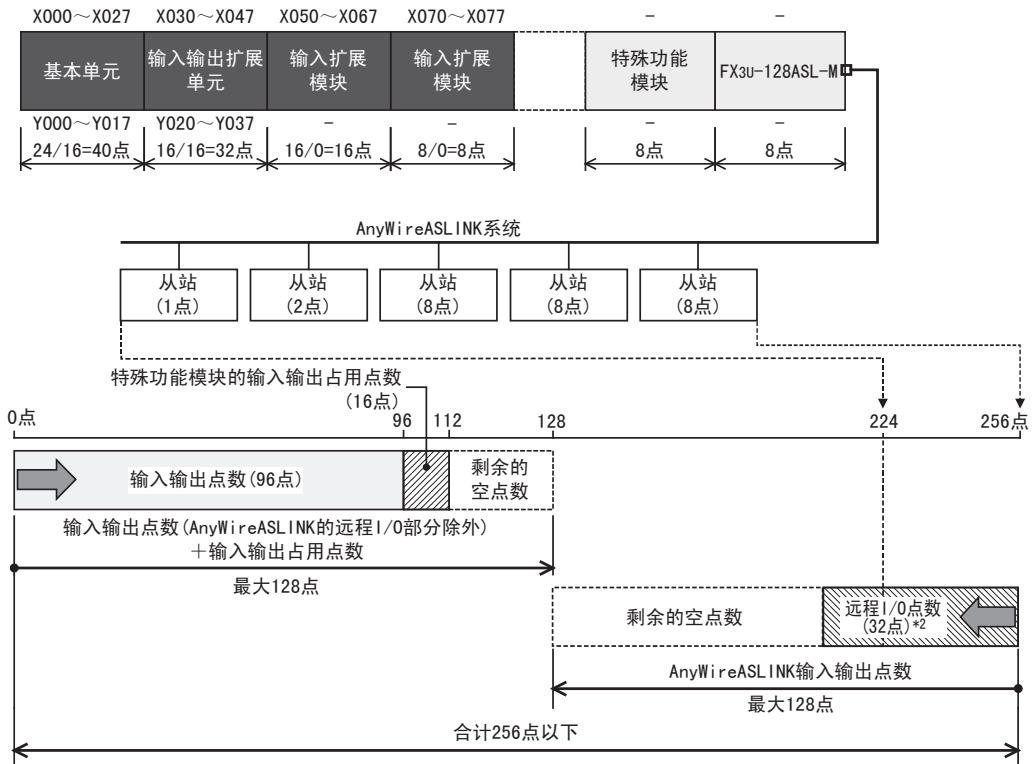 X000～X027 X030～X047 X050～X067 X070～X077 － －
基本单元
输入输出扩展
单元
输入扩展
模块
输入扩展
模块
特殊功能
模块
FX3U-128ASL-M
Y000～Y017 Y020～Y037 － － － －
24/16=40点 16/16=32点 16/0=16点 8/0=8点 8点 8点
AnyWireASLINK系统
从站
(1点)
从站
(2点)
从站
(8点)
从站
(8点)
从站
(8点)
特殊功能模块的输入输出占用点数
(16点)
0点 96 112 128 224 256点
输入输出点数(96点)
剩余的
空点数
输入输出点数(AnyWireASLINK的远程I/O部分除外)
＋输入输出占用点数
最大128点
剩余的空点数
远程I/O点数
(32点)*2
AnyWireASLINK输入输出点数
最大128点
合计256点以下